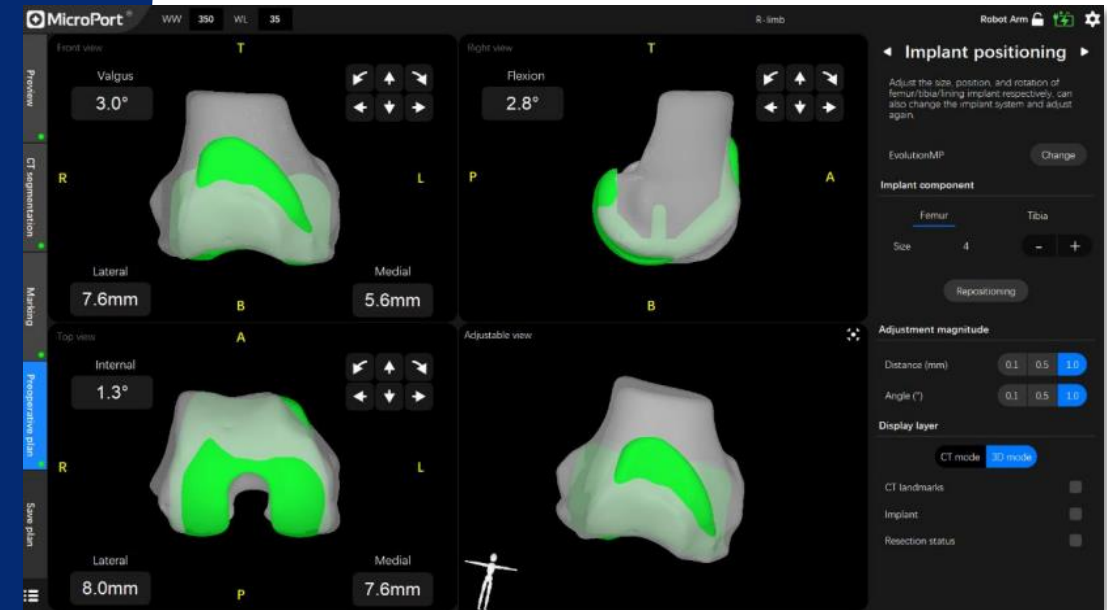 MicroPort®
WW 350 WL 35
R-limb
Robot Arm
Preview
CT segmentation
Marking
Preoperative plan
Save plan
Front view
T
Valgus
3.0°
R
L
Lateral
7.6mm
B
Medial
5.6mm
Right view
T
Flexion
2.8°
P
A
B
Top view
A
Internal
1.3°
R
L
Lateral
8.0mm
P
Medial
7.6mm
Adjustable view
Implant positioning
Adjust the size, position, and rotation of
femur/tibia/lining implant respectively, can
also change the implant system and adjust
again.
EvolutionMP
Change
Implant component
Femur Tibia
Size 4 - +
Repositioning
Adjustment magnitude
Distance (mm) 0.1 0.5 1.0
Angle (°) 0.1 0.5 1.0
Display layer
CT mode 3D mode
CT landmarks
Implant
Resection status